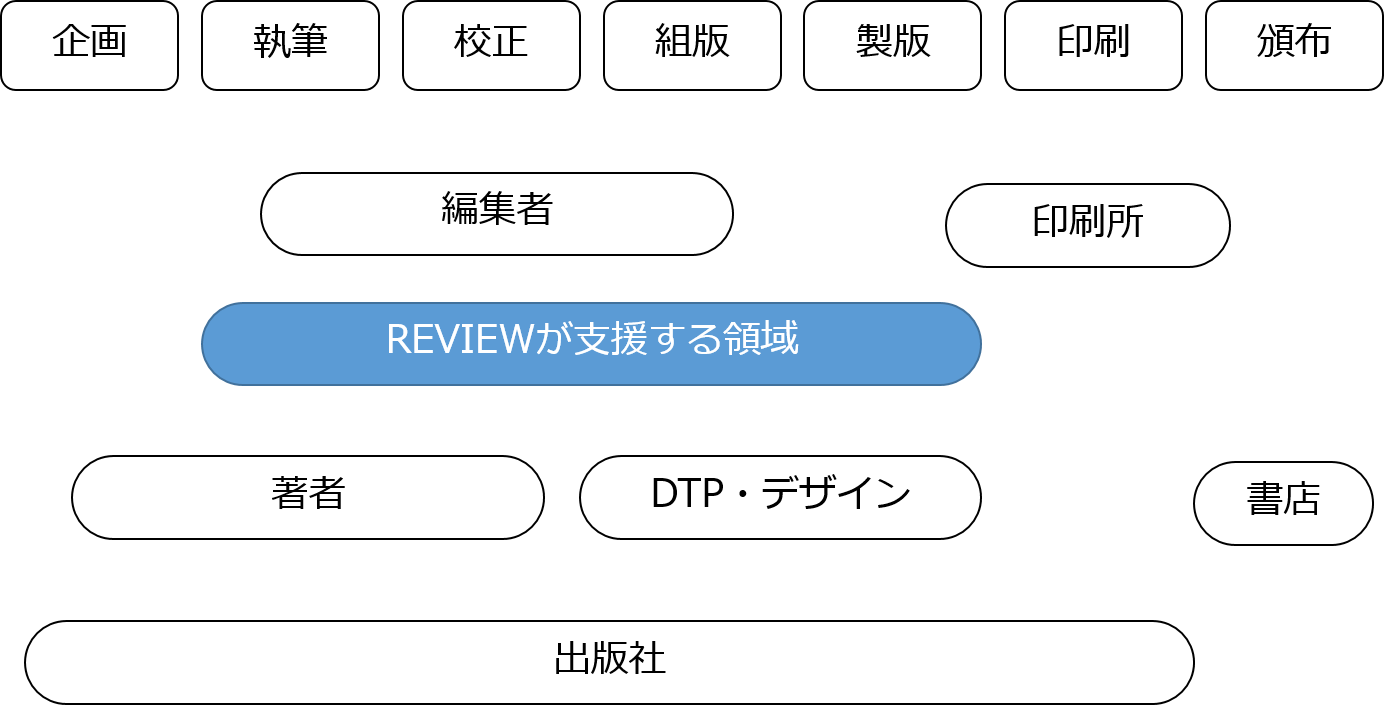 企画
執筆
校正
組版
製版
印刷
頒布
編集者
印刷所
REVIEWが支援する領域
著者
DTP・デザイン
書店
出版社